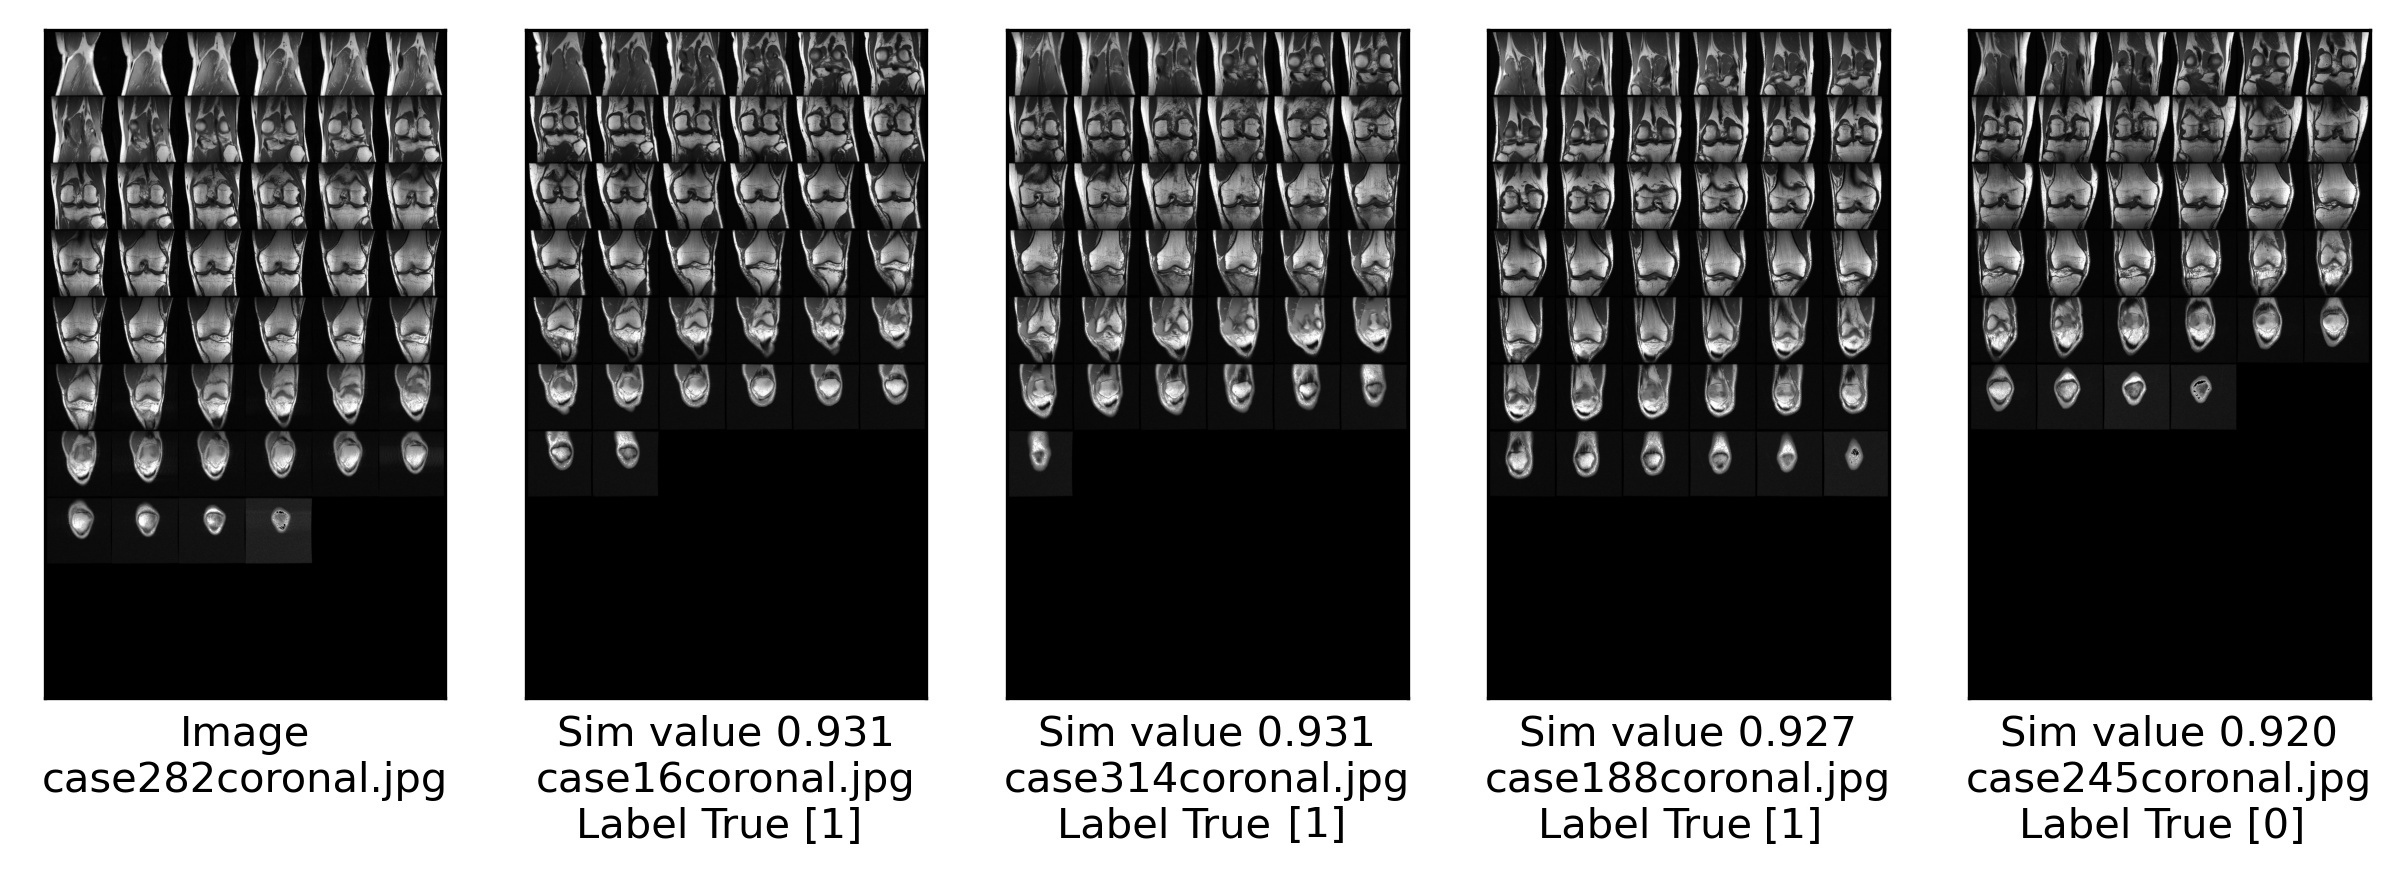 Image
case282coronal.jpg
Sim value 0.931
case16coronal.jpg
Label True [1]
Sim value 0.931
case314coronal.jpg
Label True [1]
Sim value 0.927
case188coronal.jpg
Label True [1]
Sim value 0.920
case245coronal.jpg
Label True [0]